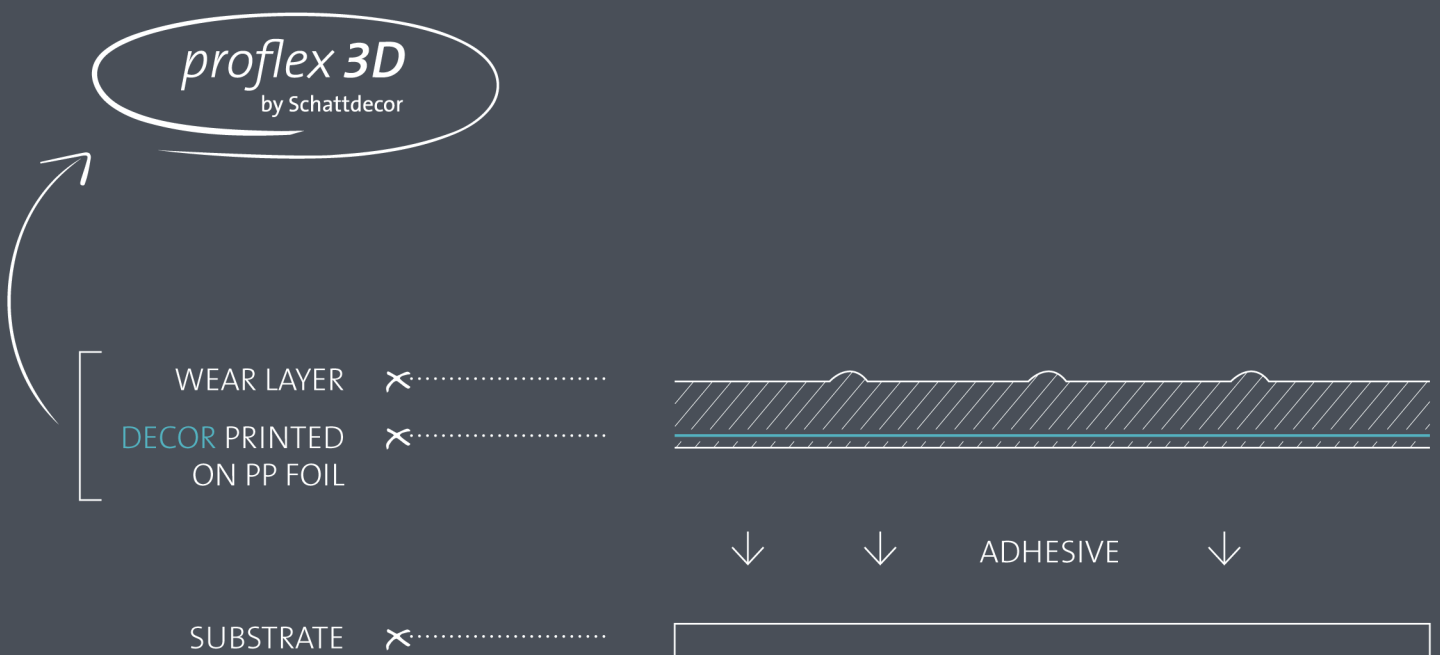 proflex 3D
by Schattdecor
WEAR LAYER
DECOR PRINTED
ON PP FOIL
ADHESIVE
SUBSTRATE